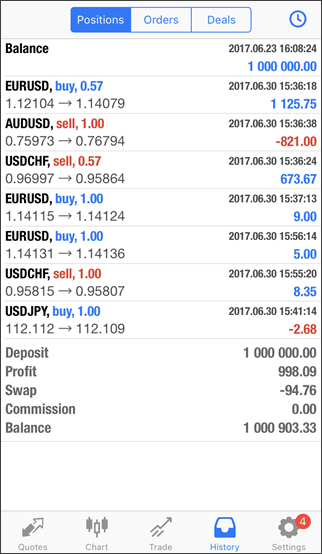 Positions Orders Deals
Balance 2017.06.23 16:08:24
1 000 000.00
EURUSD, buy, 0.57 2017.06.30 15:36:18
1.12104 → 1.14079 1 125.75
AUDUSD, sell, 1.00 2017.06.30 15:36:38
0.75973 → 0.76794 -821.00
USDCHF, sell, 0.57 2017.06.30 15:36:24
0.96997 → 0.95864 673.67
EURUSD, buy, 1.00 2017.06.30 15:37:13
1.14115 → 1.14124 9.00
EURUSD, buy, 1.00 2017.06.30 15:56:14
1.14131 → 1.14136 5.00
USDCHF, sell, 1.00 2017.06.30 15:55:20
0.95815 → 0.95807 8.35
USDJPY, buy, 1.00 2017.06.30 15:41:14
112.112 → 112.109 -2.68
Deposit 1 000 000.00
Profit 998.09
Swap -94.76
Commission 0.00
Balance 1 000 903.33
4
Quotes Chart Trade History Settings